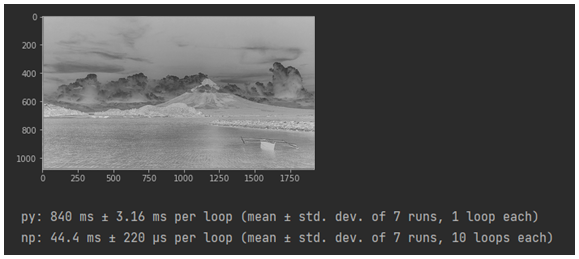 0
200
400
600
800
1000
0 250 500 750 1000 1250 1500 1750
py: 840 ms ± 3.16 ms per loop (mean ± std. dev. of 7 runs, 1 loop each)
np: 44.4 ms ± 220 µs per loop (mean ± std. dev. of 7 runs, 10 loops each)